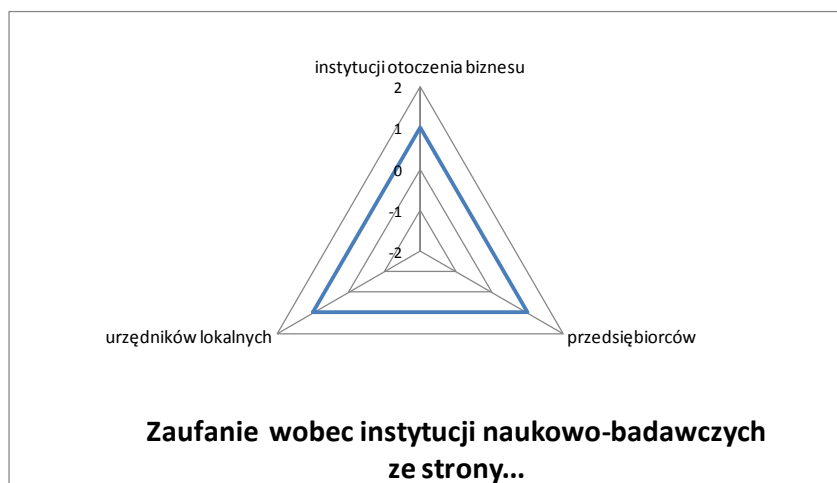 instytucji otoczenia biznesu
2
1
0
-1
-2
urzędników lokalnych
przedsiębiorców
Zaufanie wobec instytucji naukowo-badawczych
ze strony...